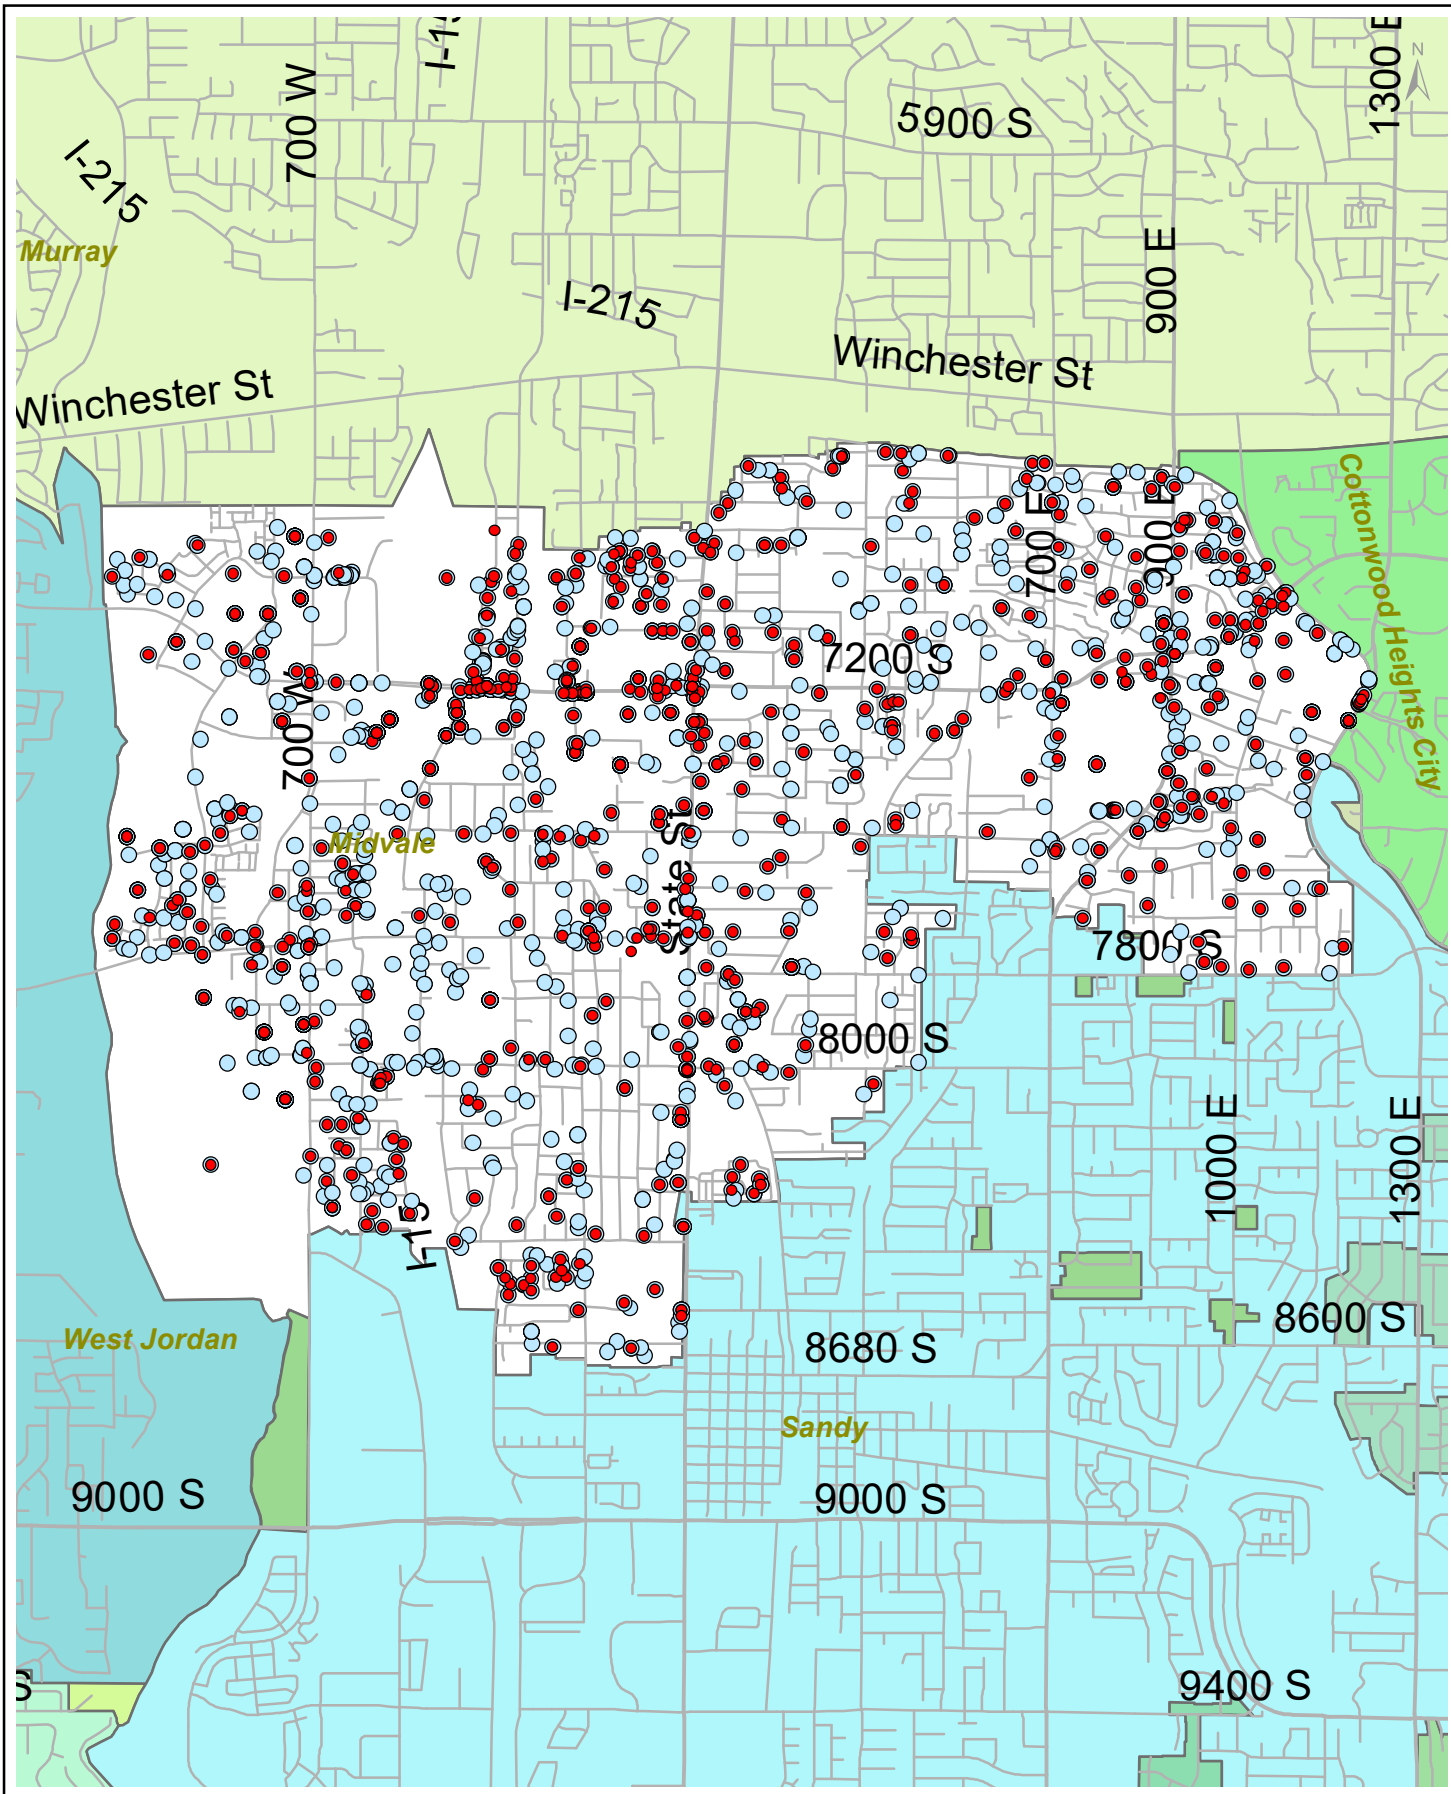 I-15
1300 E
N
700 W
5900 S
I-215
Murray
900 E
I-215
Winchester St
Winchester St
Cottonwood Heights City
700 E
900 E
7200 S
700 W
Midvale
State St
7800 S
8000 S
1000 E
1300 E
I-15
8600 S
West Jordan
8680 S
Sandy
9000 S
9000 S
S
9400 S